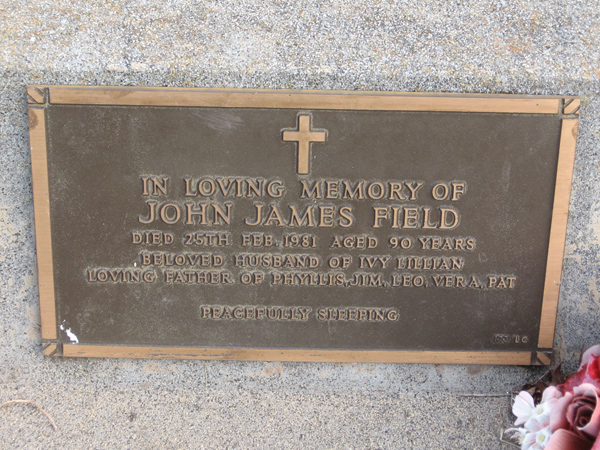 IN LOVING MEMORY OF
JOHN JAMES FIELD
DIED 25TH FEB. 1981 AGED 90 YEARS
BELOVED HUSBAND OF IVY LILLIAN
LOVING FATHER OF PHYLLIS, JIM, LEO, VERA, PAT
PEACEFULLY SLEEPING